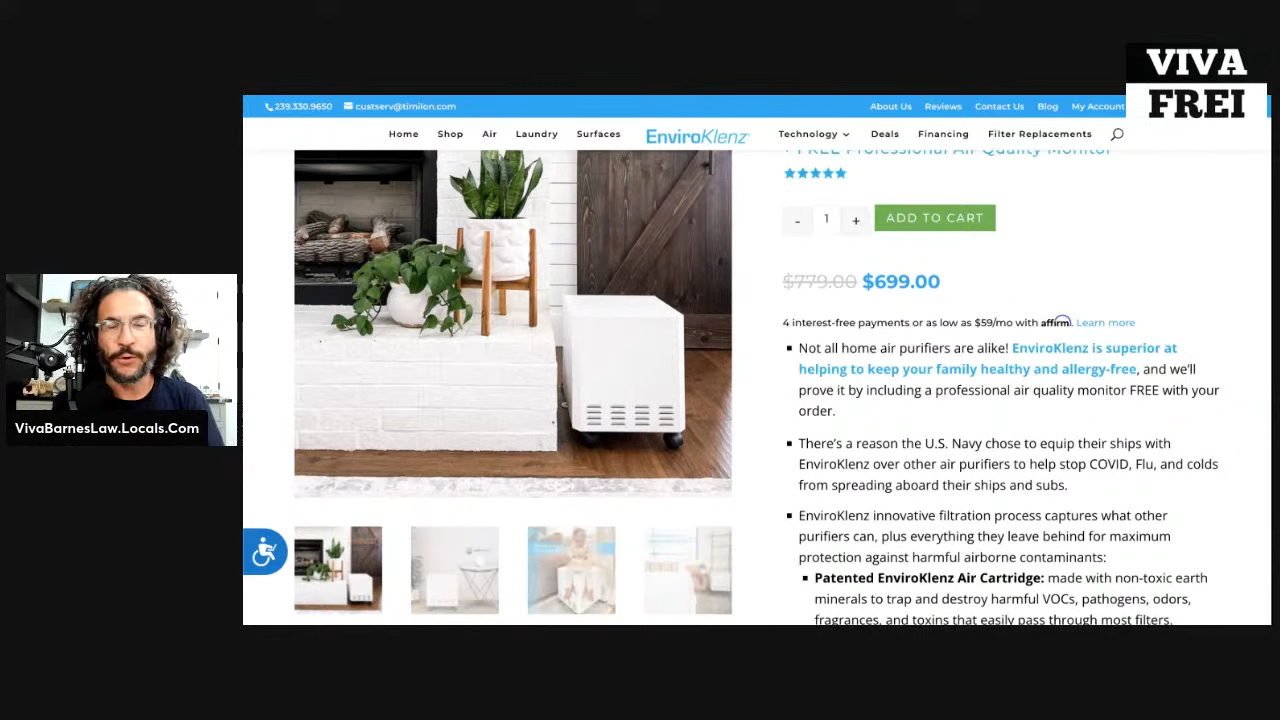 VIVA
FREI
239.330.9650 custserv@timilon.com
About Us Reviews Contact Us Blog My Account
Home Shop Air Laundry Surfaces EnviroKlenz Technology Deals Financing Filter Replacements
+ FREE Professional Air Quality Monitor
- 1 + ADD TO CART
$779.00 $699.00
4 interest-free payments or as low as $59/mo with affirm. Learn more
▪ Not all home air purifiers are alike! EnviroKlenz is superior at
helping to keep your family healthy and allergy-free, and we'll
prove it by including a professional air quality monitor FREE with your
order.
▪ There's a reason the U.S. Navy chose to equip their ships with
EnviroKlenz over other air purifiers to help stop COVID, Flu, and colds
from spreading aboard their ships and subs.
▪ EnviroKlenz innovative filtration process captures what other
purifiers can, plus everything they leave behind for maximum
protection against harmful airborne contaminants:
▪ Patented EnviroKlenz Air Cartridge: made with non-toxic earth
minerals to trap and destroy harmful VOCs, pathogens, odors,
fragrances, and toxins that easily pass through most filters.
VivaBarnesLaw.Locals.Com